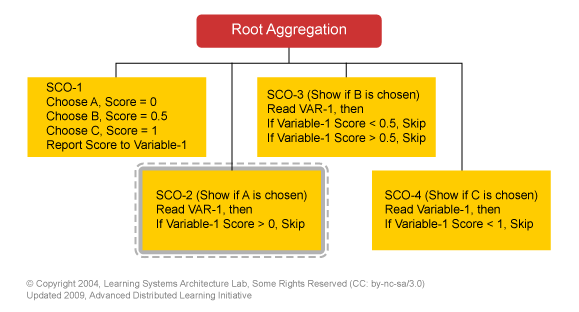 Root Aggregation
SCO-1
Choose A, Score = 0
Choose B, Score = 0.5
Choose C, Score = 1
Report Score to Variable-1
SCO-3 (Show if B is chosen)
Read VAR-1, then
If Variable-1 Score < 0.5, Skip
If Variable-1 Score > 0.5, Skip
SCO-2 (Show if A is chosen)
Read VAR-1, then
If Variable-1 Score > 0, Skip
SCO-4 (Show if C is chosen)
Read Variable-1, then
If Variable-1 Score < 1, Skip
© Copyright 2004, Learning Systems Architecture Lab, Some Rights Reserved (CC: by-nc-sa/3.0)
Updated 2009, Advanced Distributed Learning Initiative